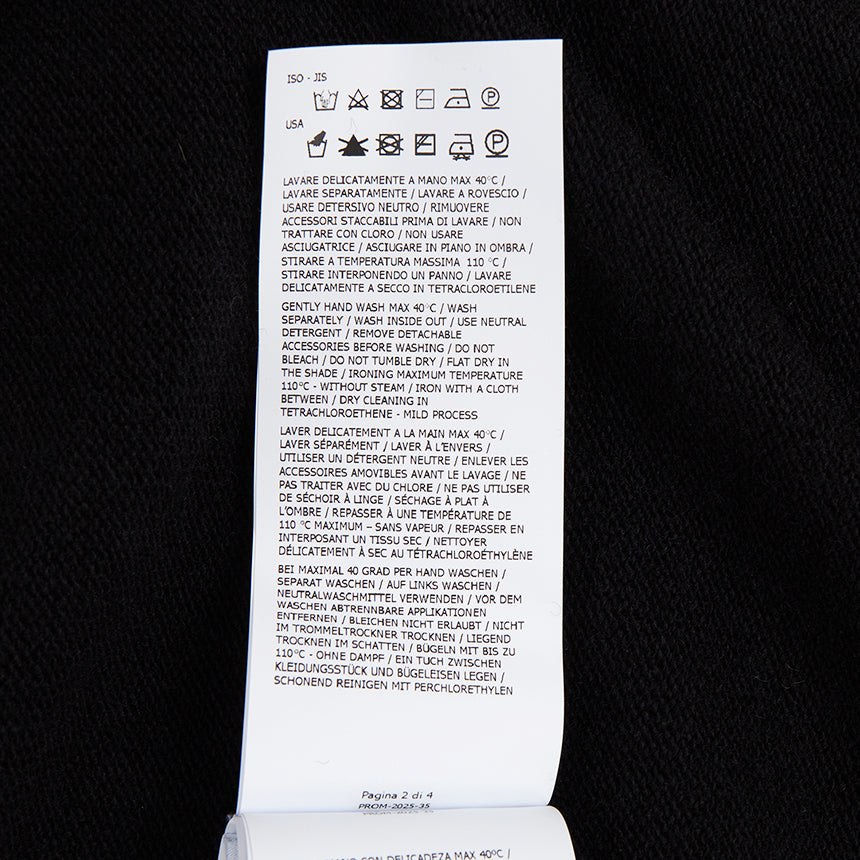 ISO - JIS
P
USA
P
LAVARE DELICATAMENTE A MANO MAX 40°C /
LAVARE SEPARATAMENTE / LAVARE A ROVESCIO /
USARE DETERSIVO NEUTRO / RIMUOVERE
ACCESSORI STACCABILI PRIMA DI LAVARE / NON
TRATTARE CON CLORO / NON USARE
ASCIUGATRICE / ASCIUGARE IN PIANO IN OMBRA /
STIRARE A TEMPERATURA MASSIMA 110 °C /
STIRARE INTERPONENDO UN PANNO / LAVARE
DELICATAMENTE A SECCO IN TETRACLOROETILENE
GENTLY HAND WASH MAX 40°C / WASH
SEPARATELY / WASH INSIDE OUT / USE NEUTRAL
DETERGENT / REMOVE DETACHABLE
ACCESSORIES BEFORE WASHING / DO NOT
BLEACH / DO NOT TUMBLE DRY / FLAT DRY IN
THE SHADE / IRONING MAXIMUM TEMPERATURE
110°C - WITHOUT STEAM / IRON WITH A CLOTH
BETWEEN / DRY CLEANING IN
TETRACHLOROETHENE - MILD PROCESS
LAVER DELICATEMENT A LA MAIN MAX 40°C /
LAVER SÉPARÉMENT / LAVER À L'ENVERS /
UTILISER UN DÉTERGENT NEUTRE / ENLEVER LES
ACCESSOIRES AMOVIBLES AVANT LE LAVAGE / NE
PAS TRAITER AVEC DU CHLORE / NE PAS UTILISER
DE SÉCHOIR À LINGE / SÉCHAGE À PLAT À
L'OMBRE / REPASSER À UNE TEMPÉRATURE DE
110 °C MAXIMUM – SANS VAPEUR / REPASSER EN
INTERPOSANT UN TISSU SEC / NETTOYER
DÉLICATEMENT À SEC AU TÉTRACHLOROÉTHYLÈNE
BEI MAXIMAL 40 GRAD PER HAND WASCHEN /
SEPARAT WASCHEN / AUF LINKS WASCHEN /
NEUTRALWASCHMITTEL VERWENDEN / VOR DEM
WASCHEN ABTRENNBARE APPLIKATIONEN
ENTFERNEN / BLEICHEN NICHT ERLAUBT / NICHT
IM TROMMELTROCKNER TROCKNEN / LIEGEND
TROCKNEN IM SCHATTEN / BÜGELN MIT BIS ZU
110°C - OHNE DAMPF / EIN TUCH ZWISCHEN
KLEIDUNGSSTÜCK UND BÜGELEISEN LEGEN /
SCHONEND REINIGEN MIT PERCHLORETHYLEN
Pagina 2 di 4
PROM-2025-35
CON DELICADEZA MAX 40°C /